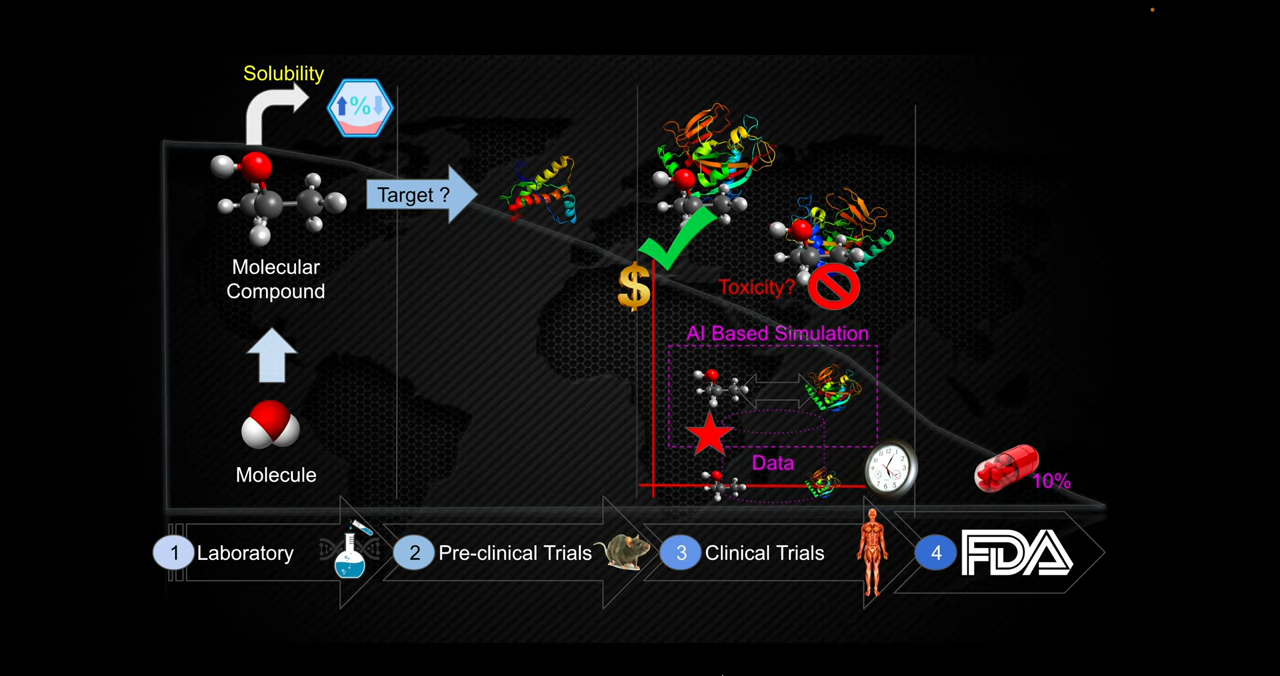 Solubility
%
Target ?
Molecular
Compound
$
Toxicity?
AI Based Simulation
Molecule
Data
10%
1 Laboratory
2 Pre-clinical Trials
3 Clinical Trials
4 FDA